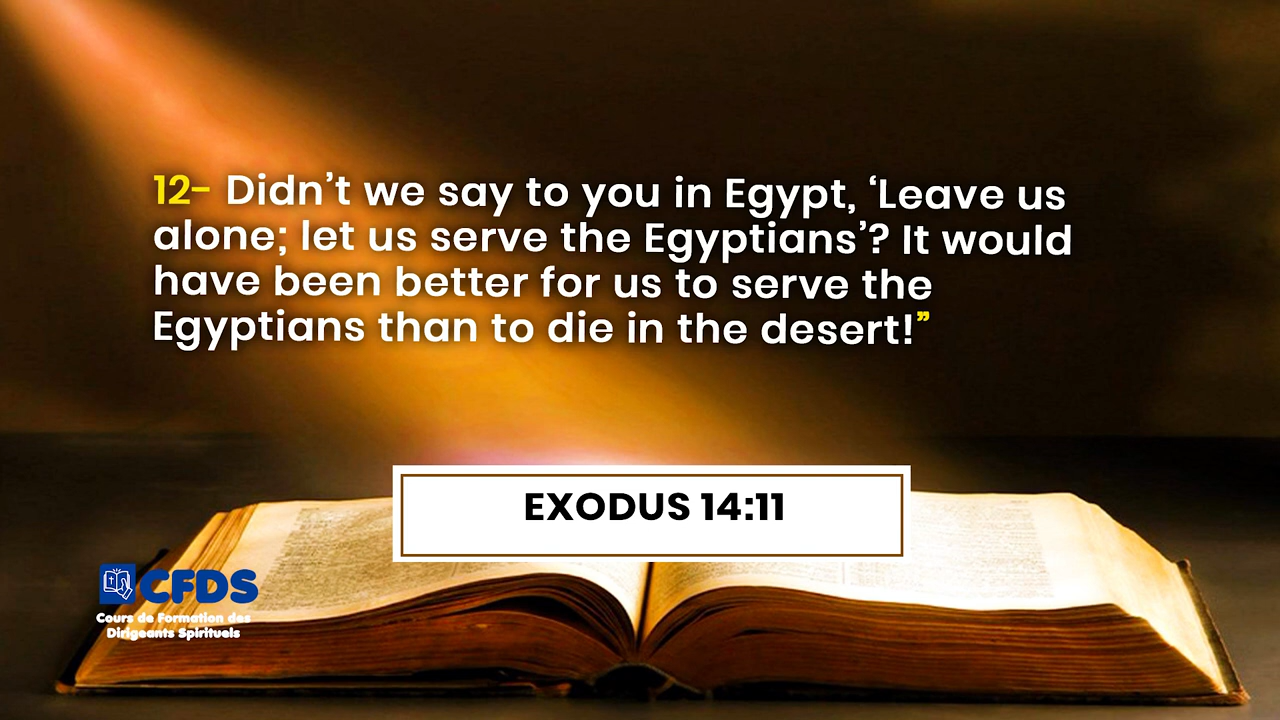 12- Didn’t we say to you in Egypt, ‘Leave us
alone; let us serve the Egyptians’? It would
have been better for us to serve the
Egyptians than to die in the desert!”
EXODUS 14:11
CFDS
Cours de Formation des
Dirigeants Spirituels